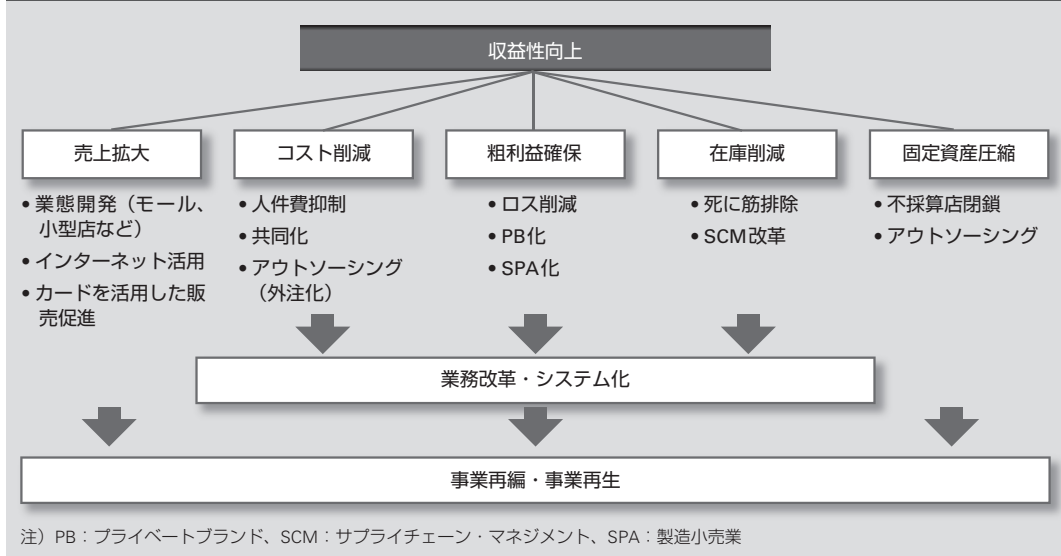 収益性向上
売上拡大
コスト削減
粗利益確保
在庫削減
固定資産圧縮
• 業態開発（モール、
小型店など）
• インターネット活用
• カードを活用した販
売促進
• 人件費抑制
• 共同化
• アウトソーシング
（外注化）
• ロス削減
• PB化
• SPA化
• 死に筋排除
• SCM改革
• 不採算店閉鎖
• アウトソーシング
業務改革・システム化
事業再編・事業再生
注）PB：プライベートブランド、SCM：サプライチェーン・マネジメント、SPA：製造小売業